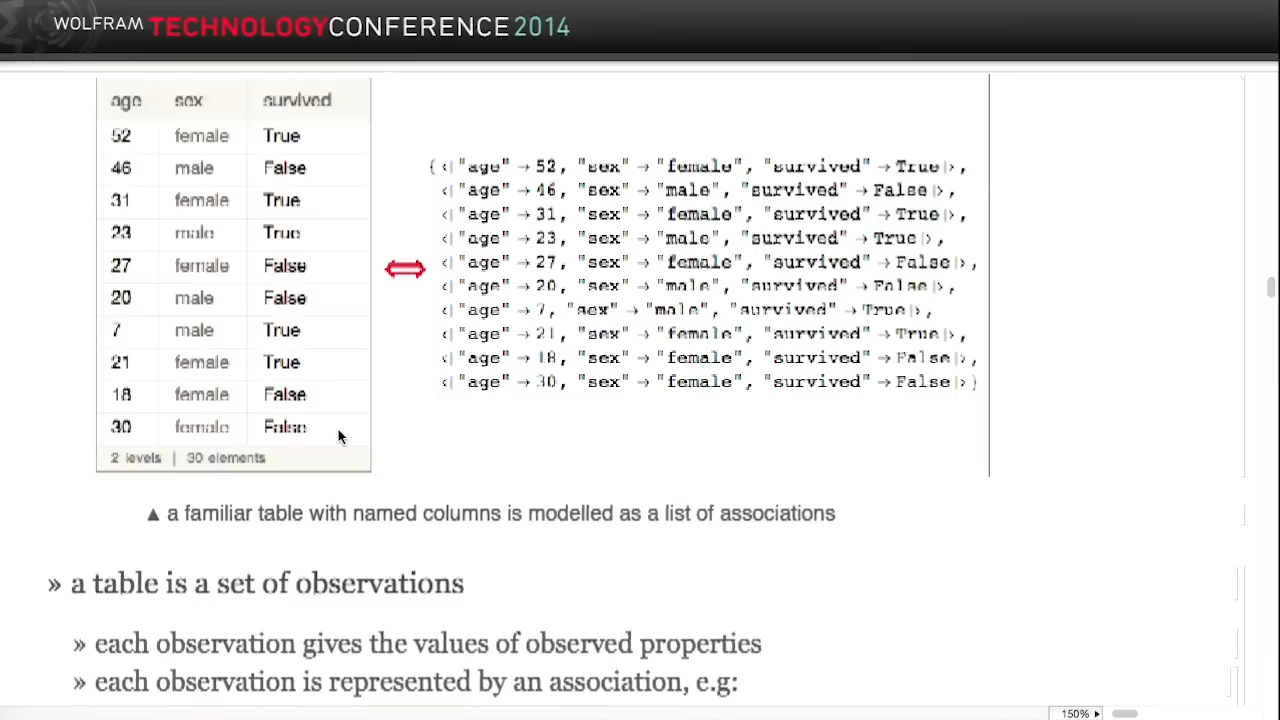 WOLFRAM TECHNOLOGYCONFERENCE 2014
age sex survived
52 female True
46 male False
31 female True
23 male True
27 female False
20 male False
7 male True
21 female True
18 female False
30 female False
2 levels | 30 elements
{<|"age" → 52, "sex" → "female", "survived" → True|>,
<|"age" → 46, "sex" → "male", "survived" → False|>,
<|"age" → 31, "sex" → "female", "survived" → True|>,
<|"age" → 23, "sex" → "male", "survived" → True|>,
<|"age" → 27, "sex" → "female", "survived" → False|>,
<|"age" → 20, "sex" → "male", "survived" → False|>,
<|"age" → 7, "sex" → "male", "survived" → True|>,
<|"age" → 21, "sex" → "female", "survived" → True|>,
<|"age" → 18, "sex" → "female", "survived" → False|>,
<|"age" → 30, "sex" → "female", "survived" → False|>}
▲ a familiar table with named columns is modelled as a list of associations
» a table is a set of observations
» each observation gives the values of observed properties
» each observation is represented by an association, e.g:
150%